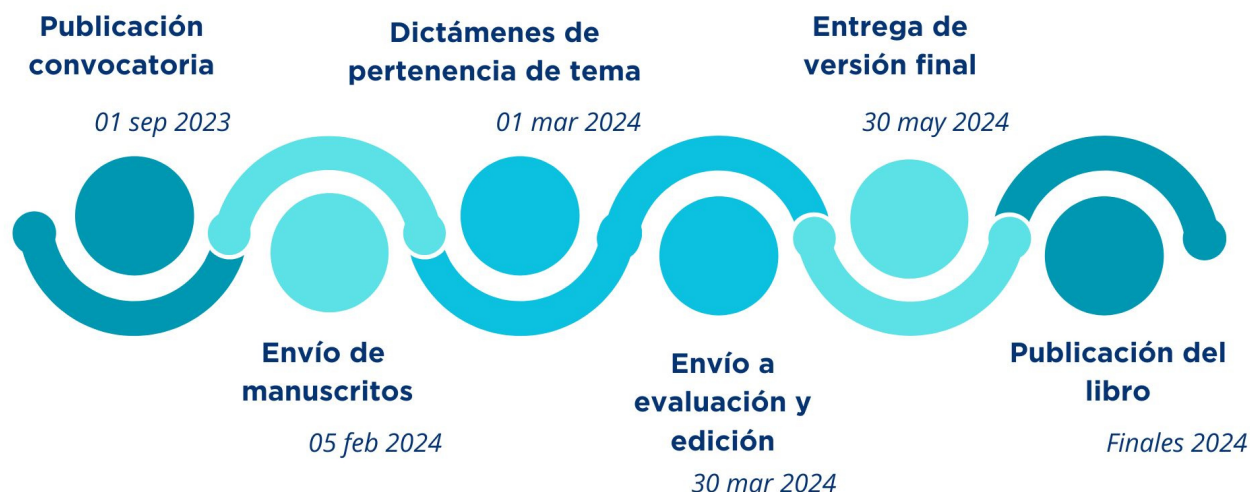 Publicación
convocatoria
01 sep 2023
Envío de
manuscritos
05 feb 2024
Dictámenes de
pertenencia de tema
01 mar 2024
Envío a
evaluación y
edición
30 mar 2024
Entrega de
versión final
30 may 2024
Publicación del
libro
Finales 2024